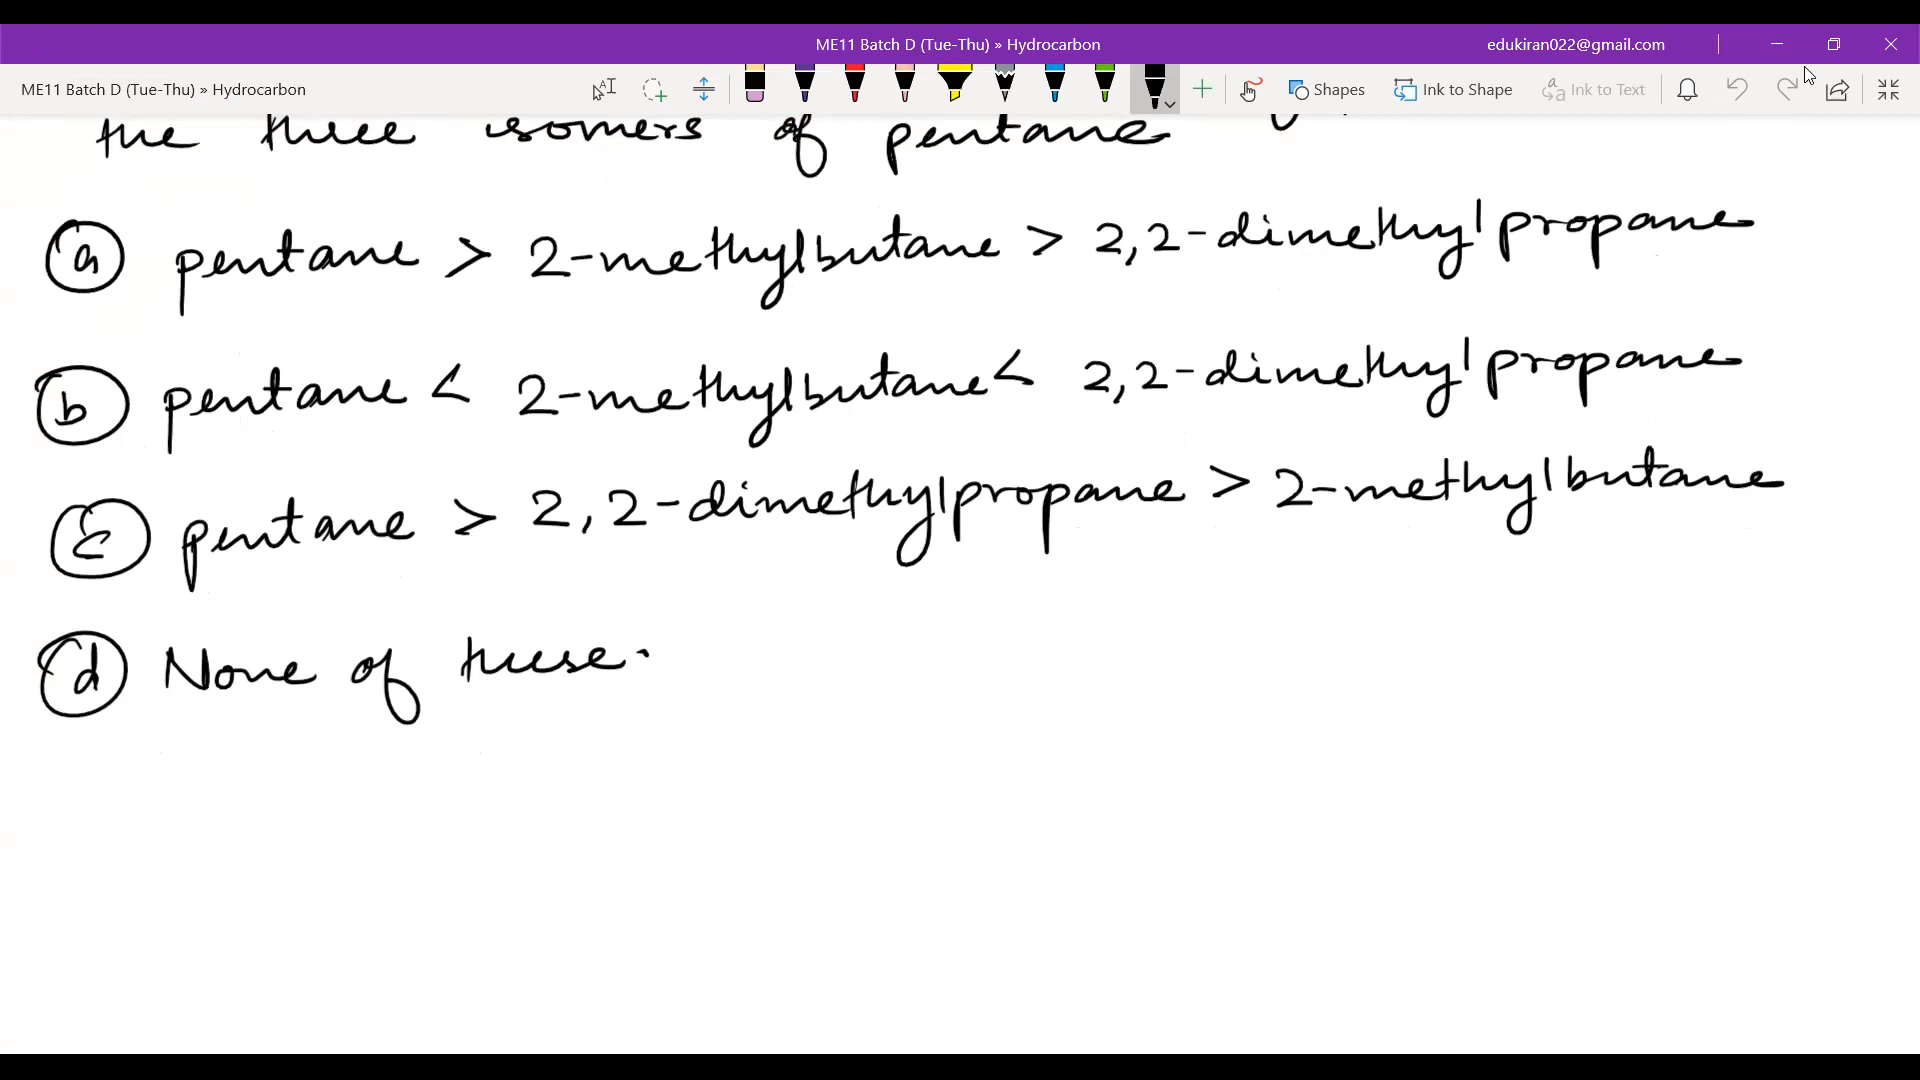 ME11 Batch D (Tue-Thu) » Hydrocarbon
edukiran022@gmail.com
ME11 Batch D (Tue-Thu) » Hydrocarbon
Shapes
Ink to Shape
Ink to Text
the three isomers of pentane
(a) pentane > 2-methylbutane > 2,2-dimethylpropane
(b) pentane < 2-methylbutane < 2,2-dimethylpropane
(c) pentane > 2,2-dimethylpropane > 2-methylbutane
(d) None of these.